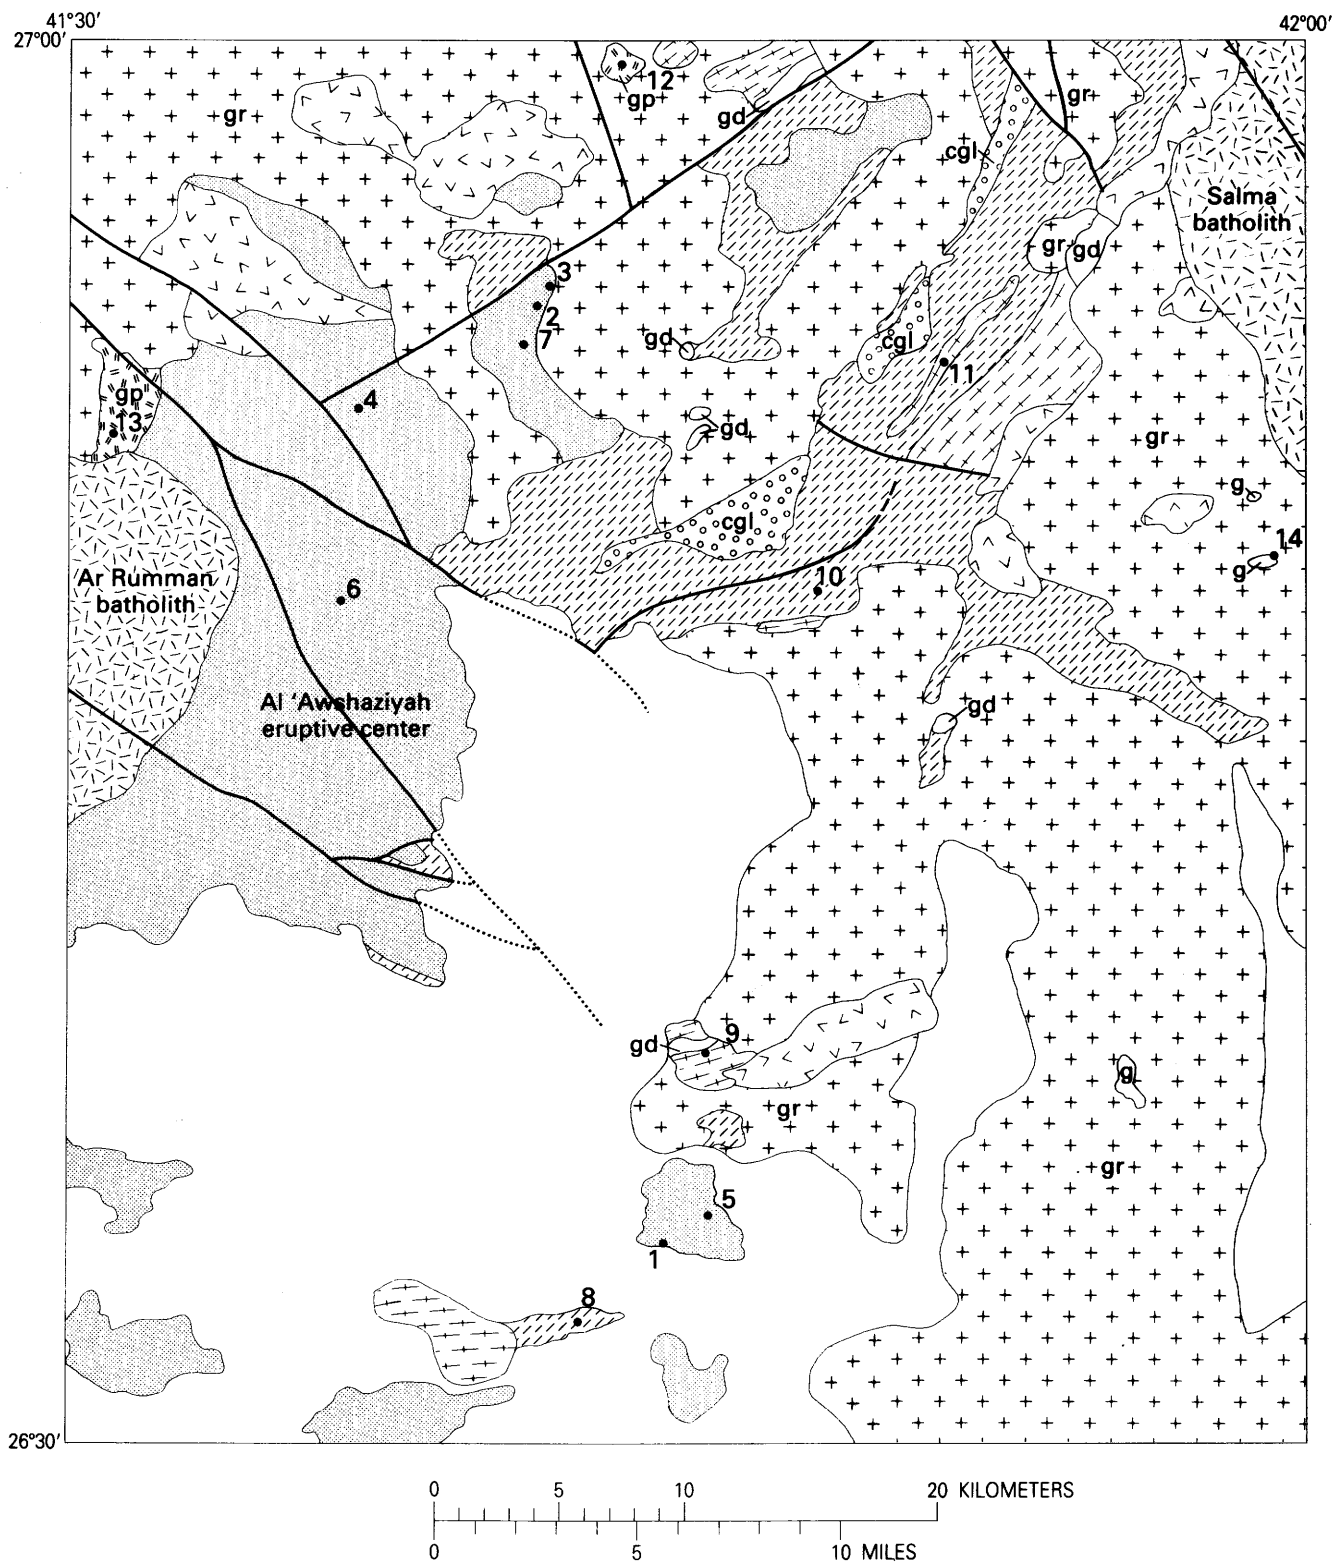 41°30′
42°00′
27°00′
12
gp
gd
gr
gr
cgl
Salma
batholith
gr
gd
3
2
7
gd
cgl
11
4
gp
13
gd
gr
g
cgl
14
g
10
Ar Rumman
batholith
6
Al ‘Awshaziyah
eruptive center
gd
9
gd
g
gr
gr
5
1
8
26°30′
0 5 10 20 KILOMETERS
0 5 10 MILES